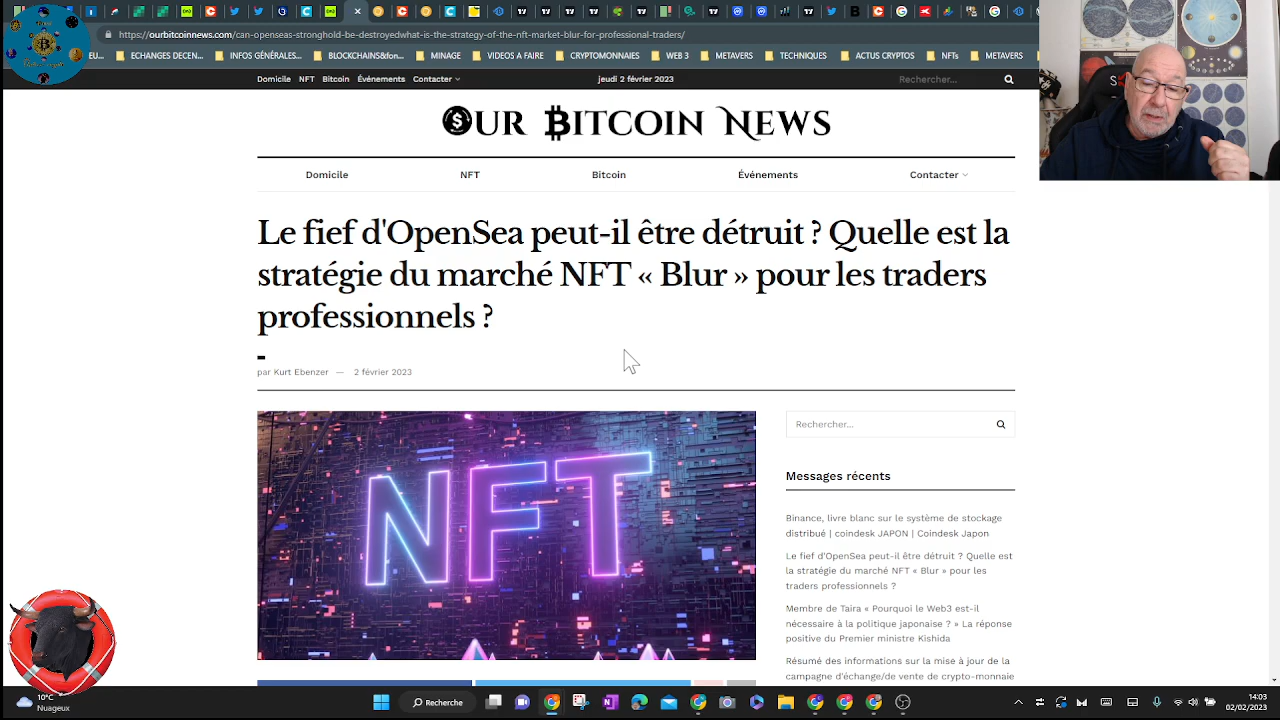 https://ourbitcoinnews.com/can-openseas-stronghold-be-destroyedwhat-is-the-strategy-of-the-nft-market-blur-for-professional-traders/
EU... ECHANGES DECEN... INFOS GÉNÉRALES... BLOCKCHAINSConn... MINAGE VIDEOS A FAIRE CRYPTOMONNAIES WEB 3 METAVERS TECHNIQUES ACTUS CRYPTOS NFTs METAVERS
Domicile NFT Bitcoin Événements Contacter jeudi 2 février 2023 Rechercher...
OUR BITCOIN NEWS
Domicile NFT Bitcoin Événements Contacter
Le fief d'OpenSea peut-il être détruit ? Quelle est la
stratégie du marché NFT « Blur » pour les traders
professionnels ?
par Kurt Ebenzer — 2 février 2023
NFT
Rechercher...
Messages récents
Binance, livre blanc sur le système de stockage
distribué | coindesk JAPON | Coindesk Japon
Le fief d'OpenSea peut-il être détruit ? Quelle est
la stratégie du marché NFT « Blur » pour les
traders professionnels ?
Membre de Taira « Pourquoi le Web3 est-il
nécessaire à la politique japonaise ? » La réponse
positive du Premier ministre Kishida
Résumé des informations sur la mise à jour de la
campagne d'échange/de vente de crypto-monnaie
10°C
Nuageux
Recherche
14:03
02/02/2023